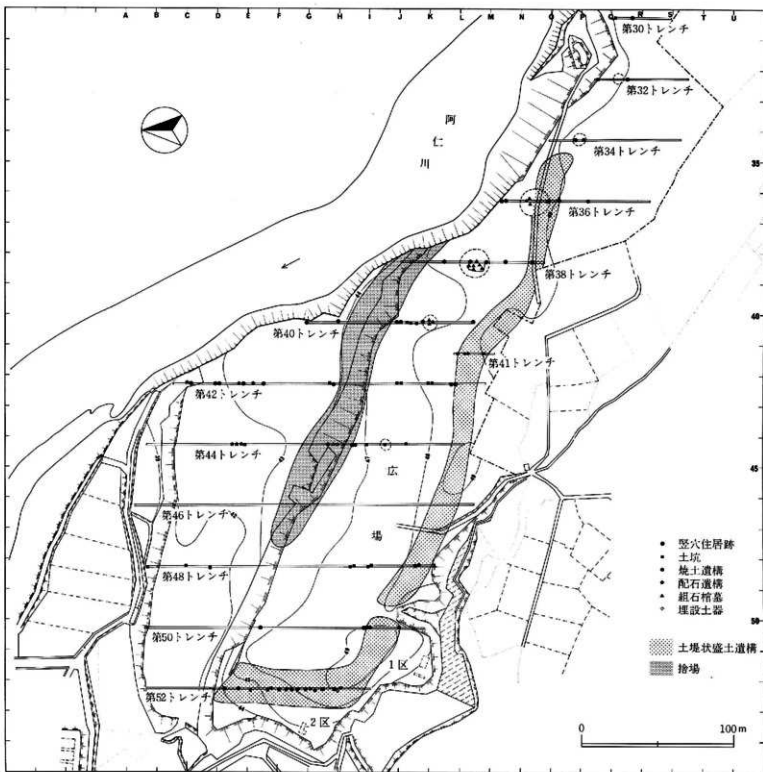 A B C D E F G H I J K L M N O P Q R S T U
第30トレンチ
第32トレンチ
阿仁川
第34トレンチ
35
第36トレンチ
第38トレンチ
40
第40トレンチ
第41トレンチ
第42トレンチ
第44トレンチ
広場
45
第46トレンチ
第48トレンチ
竪穴住居跡
土坑
焼土遺構
配石遺構
組石棺墓
埋設土器
50
第50トレンチ
土堤状盛土遺構
1区
捨場
第52トレンチ
2区
0 100m